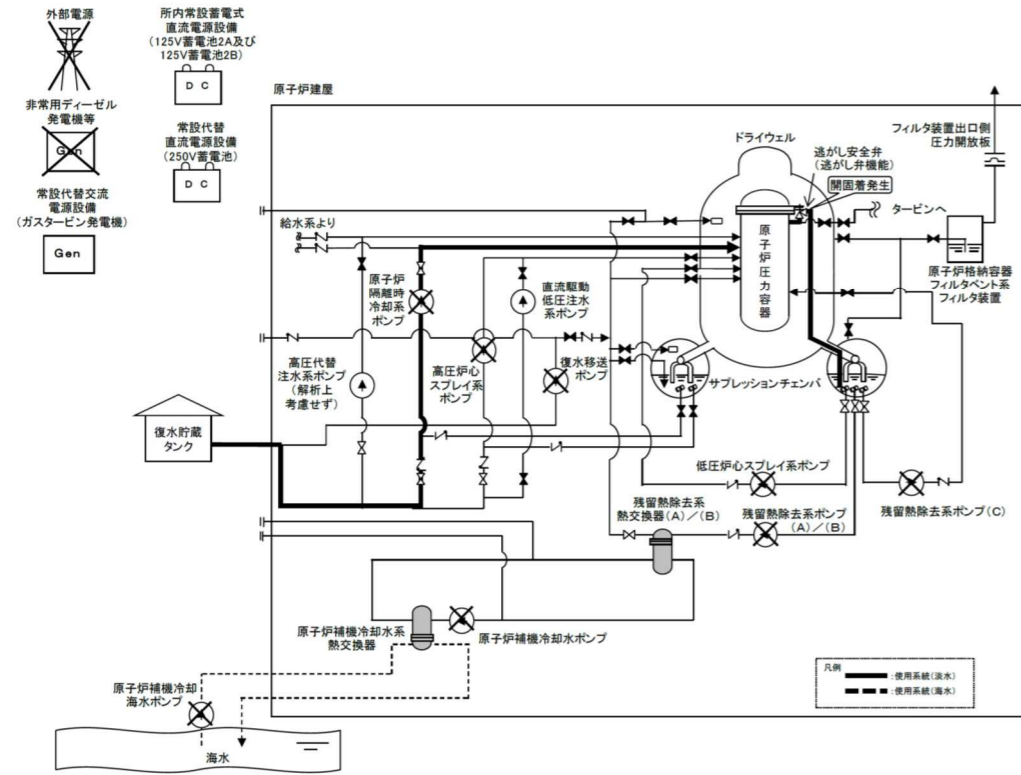 外部電源
所内常設蓄電式
直流電源設備
(125V蓄電池2A及び
125V蓄電池2B)
D C
非常用ディーゼル
発電機等
Gen
常設代替
直流電源設備
(250V蓄電池)
D C
常設代替交流
電源設備
(ガスタービン発電機)
Gen
原子炉建屋
ドライウェル
逃がし安全弁
(逃がし弁機能)
開固着発生
フィルタ装置出口側
圧力開放板
タービンへ
給水系より
原子炉圧力容器
原子炉格納容器
フィルタベント系
フィルタ装置
原子炉
隔離時
冷却系
ポンプ
直流駆動
低圧注水
系ポンプ
高圧代替
注水系ポンプ
(解析上
考慮せず)
高圧炉心
スプレイ系
ポンプ
復水移送
ポンプ
サプレッションチェンバ
復水貯蔵
タンク
低圧炉心スプレイ系ポンプ
残留熱除去系
熱交換器(A)/(B)
残留熱除去系ポンプ
(A)/(B)
残留熱除去系ポンプ(C)
原子炉補機冷却水系
熱交換器
原子炉補機冷却水ポンプ
原子炉補機冷却
海水ポンプ
海水
凡例
:使用系統(淡水)
:使用系統(海水)